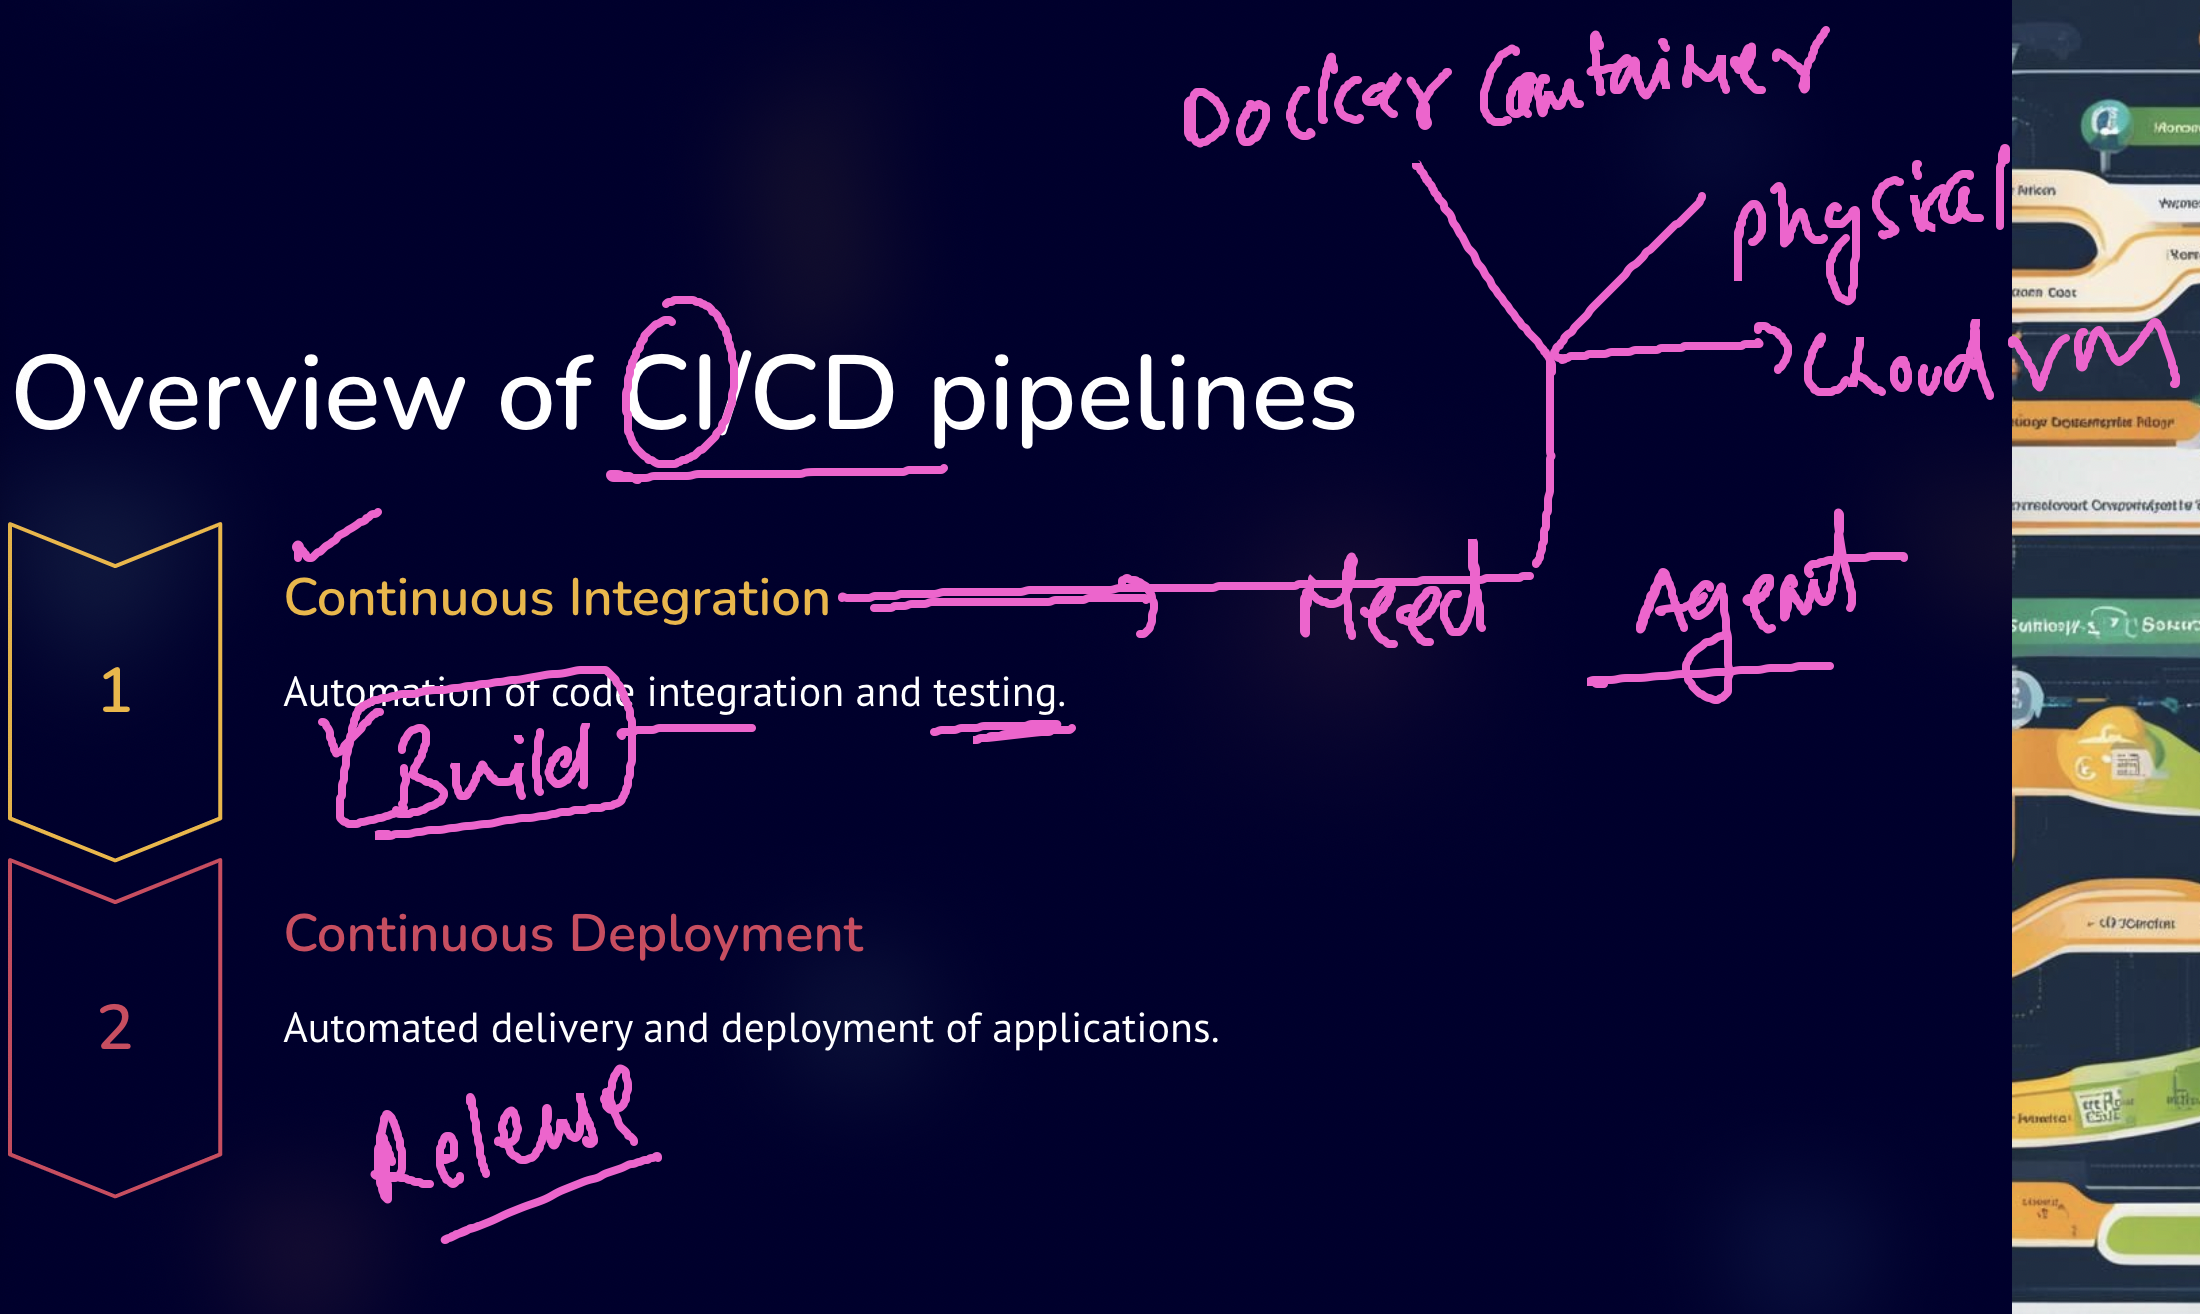 Docker Container
physical
Cloud VM
Overview of CI/CD pipelines
Continuous Integration
Need Agent
1
Automation of code integration and testing.
Build
Continuous Deployment
2
Automated delivery and deployment of applications.
Release